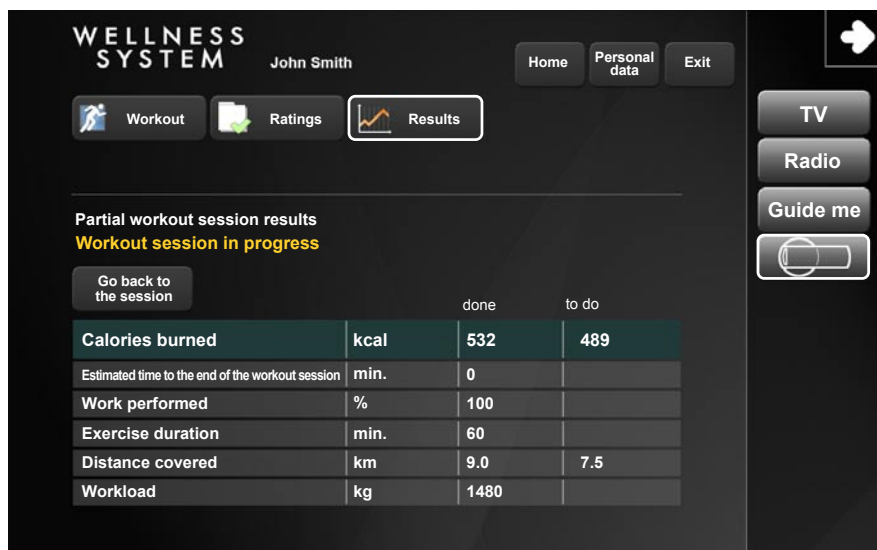 WELLNESS
SYSTEM
John Smith
Home
Personal
data
Exit
Workout
Ratings
Results
TV
Radio
Guide me
Partial workout session results
Workout session in progress
Go back to
the session
done to do
Calories burned kcal 532 489
Estimated time to the end of the workout session min. 0
Work performed % 100
Exercise duration min. 60
Distance covered km 9.0 7.5
Workload kg 1480